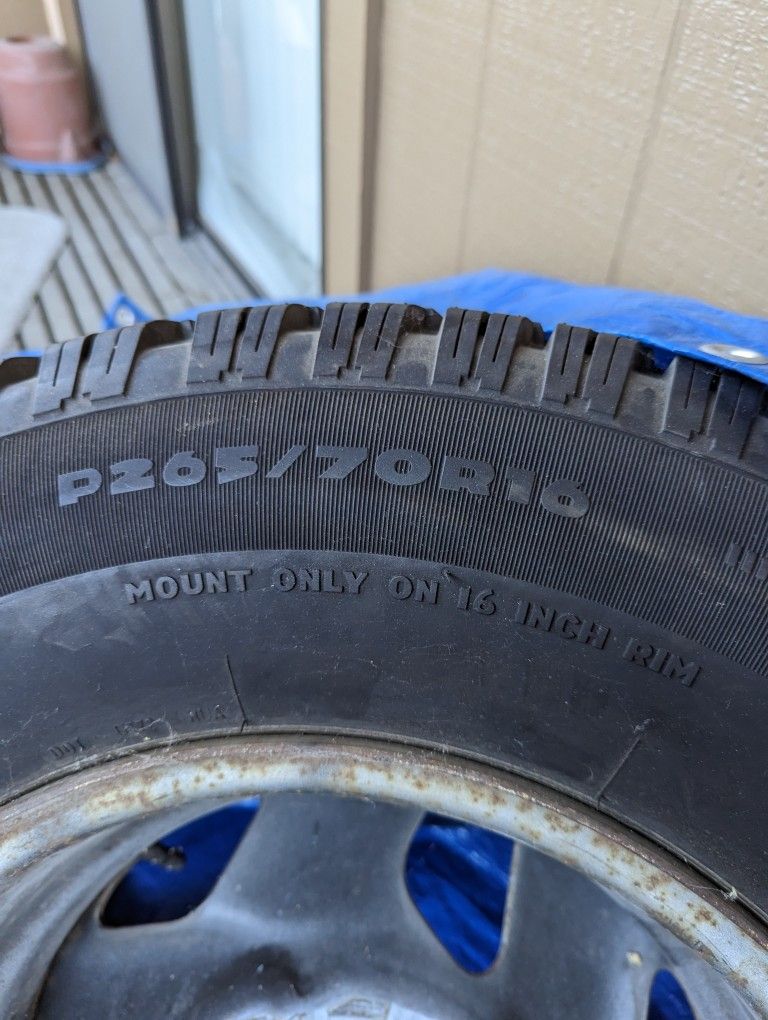 P265/70R16
MOUNT ONLY ON 16 INCH RIM